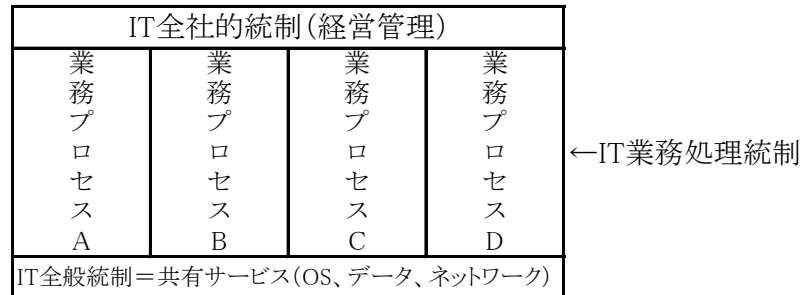 IT全社的統制(経営管理)
業務プロセスA
業務プロセスB
業務プロセスC
業務プロセスD
←IT業務処理統制
IT全般統制=共有サービス(OS、データ、ネットワーク)